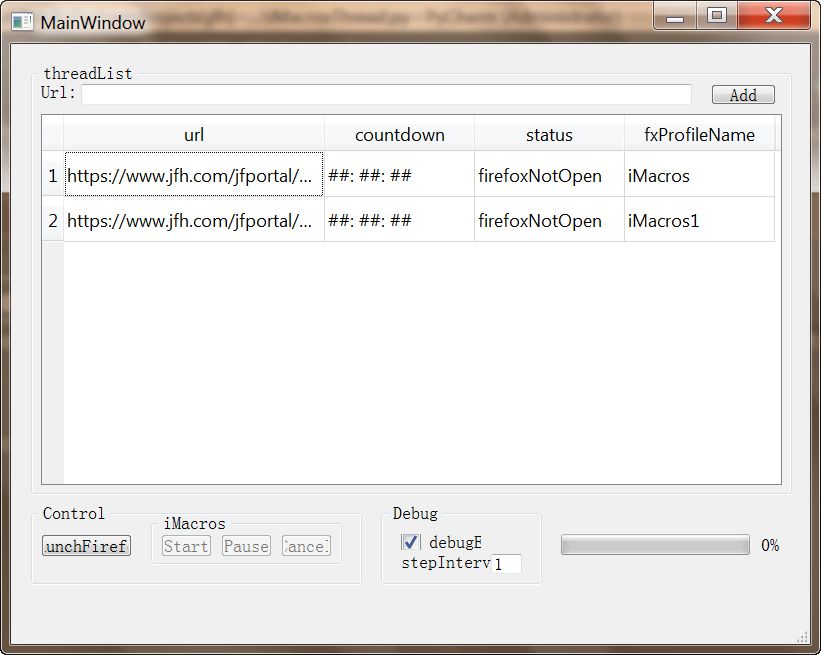 MainWindow
threadList
Url:
Add
url countdown status fxProfileName
1 https://www.jfh.com/jfportal/... ##: ##: ## firefoxNotOpen iMacros
2 https://www.jfh.com/jfportal/... ##: ##: ## firefoxNotOpen iMacros1
Control
iMacros
unchFiref
Start
Pause
Cancel
Debug
debugE
stepInterv
1
0%